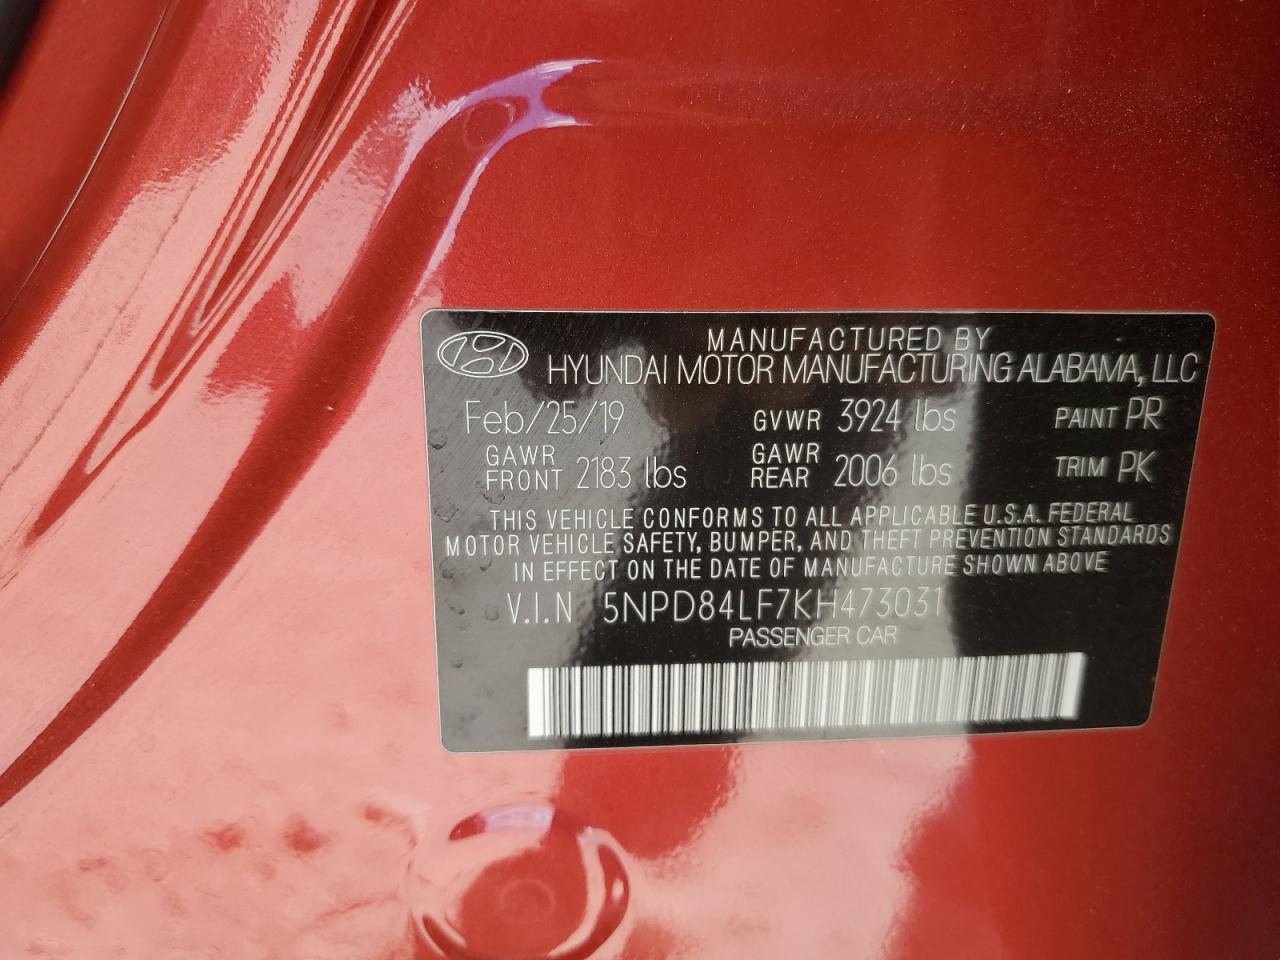 MANUFACTURED BY
HYUNDAI MOTOR MANUFACTURING ALABAMA, LLC
Feb/25/19 GVWR 3924 lbs PAINT PR
GAWR FRONT 2183 lbs GAWR REAR 2006 lbs TRIM PK
THIS VEHICLE CONFORMS TO ALL APPLICABLE U.S.A. FEDERAL
MOTOR VEHICLE SAFETY, BUMPER, AND THEFT PREVENTION STANDARDS
IN EFFECT ON THE DATE OF MANUFACTURE SHOWN ABOVE
V.I.N 5NPD84LF7KH473031
PASSENGER CAR